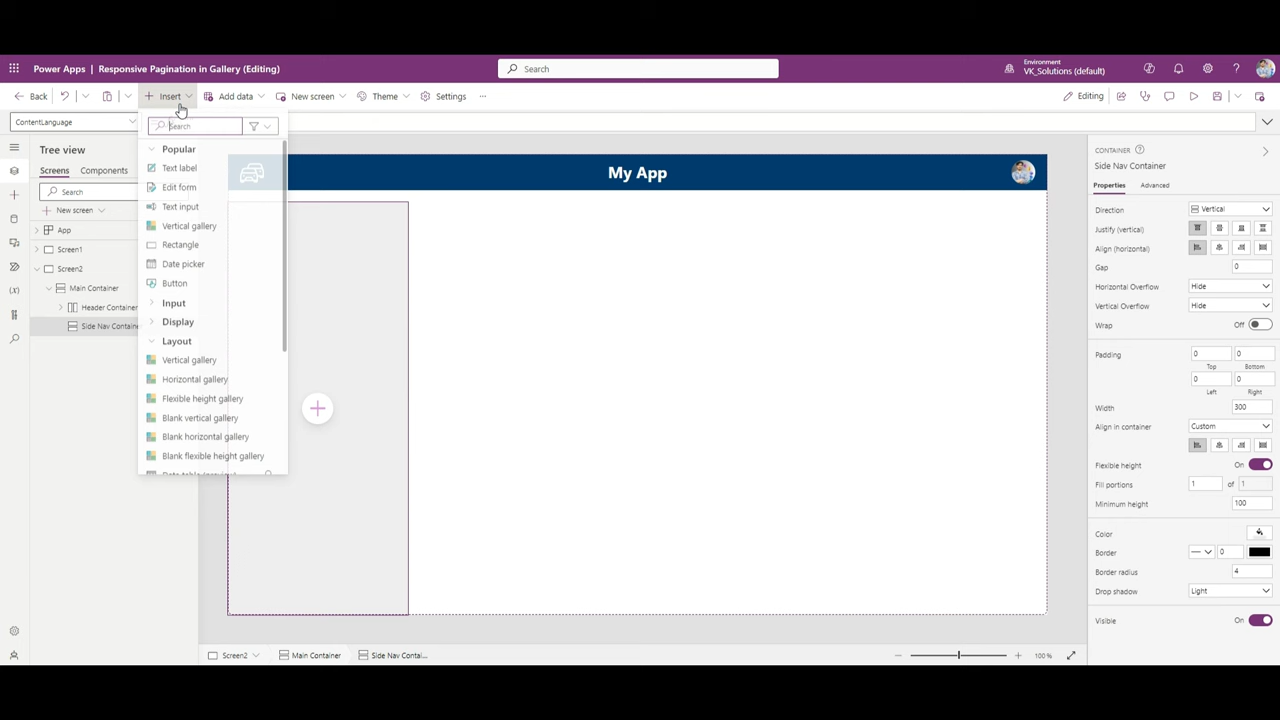 Power Apps | Responsive Pagination in Gallery (Editing)
Search
Environment
VK_Solutions (default)
Back
Insert
Add data
New screen
Theme
Settings
Editing
ContentLanguage
Search
Tree view
Screens
Components
Search
New screen
App
Screen1
Screen2
Main Container
Header Container
Side Nav Containe
Popular
Text label
Edit form
Text input
Vertical gallery
Rectangle
Date picker
Button
Input
Display
Layout
Vertical gallery
Horizontal gallery
Flexible height gallery
Blank vertical gallery
Blank horizontal gallery
Blank flexible height gallery
My App
CONTAINER
Side Nav Container
Properties
Advanced
Direction
Vertical
Justify (vertical)
Align (horizontal)
Gap
0
Horizontal Overflow
Hide
Vertical Overflow
Hide
Wrap
Off
Padding
0 0
Top Bottom
0 0
Left Right
Width
300
Align in container
Custom
Flexible height
On
Fill portions
1 of 1
Minimum height
100
Color
Border
0
Border radius
4
Drop shadow
Light
Visible
On
Screen2
Main Container
Side Nav Contai...
100 %